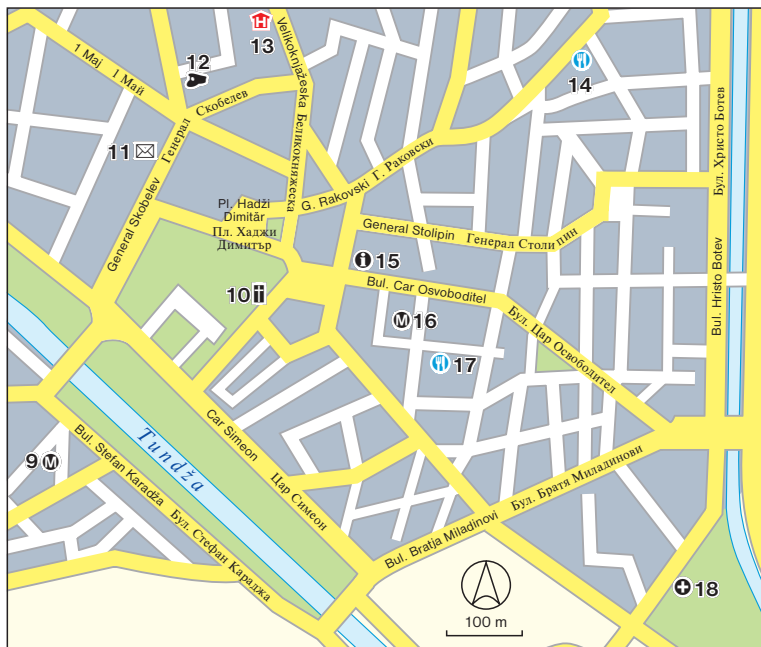 13
12
14
1 Maj 1 Май
Velikoknjažeska Великокняжеска
General Skobelev Генерал Скобелев
11
Бул. Христо Ботев
Bul. Hristo Botev
G. Rakovski Г. Раковски
Pl. Hadži
Dimităr
Пл. Хаджи
Димитър
General Stolipin Генерал Столипин
15
10
Bul. Car Osvoboditel Бул. Цар Освободител
M 16
17
Tundža
Car Simeon Цар Симеон
9 M
Bul. Stefan Karadža Бул. Стефан Караджа
Bul. Bratja Miladinovi Бул. Братя Миладинови
18
100 m